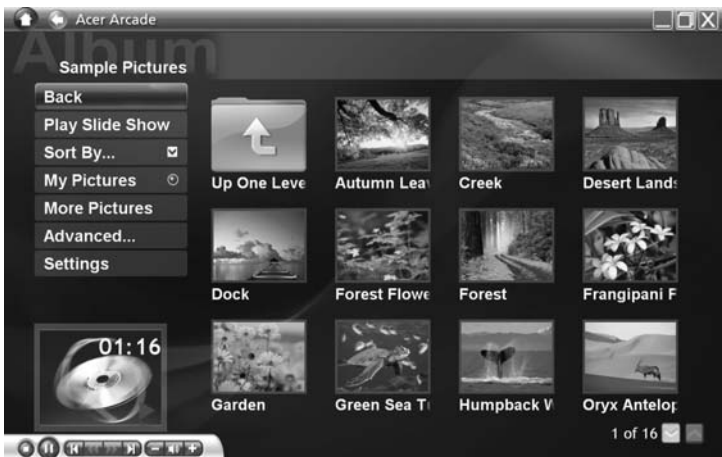 Acer Arcade
Album
Sample Pictures
Back
Play Slide Show
Sort By...
My Pictures
More Pictures
Advanced...
Settings
Up One Leve
Autumn Lea
Creek
Desert Lands
Dock
Forest Flowe
Forest
Frangipani F
Garden
Green Sea T
Humpback W
Oryx Antelop
01:16
1 of 16